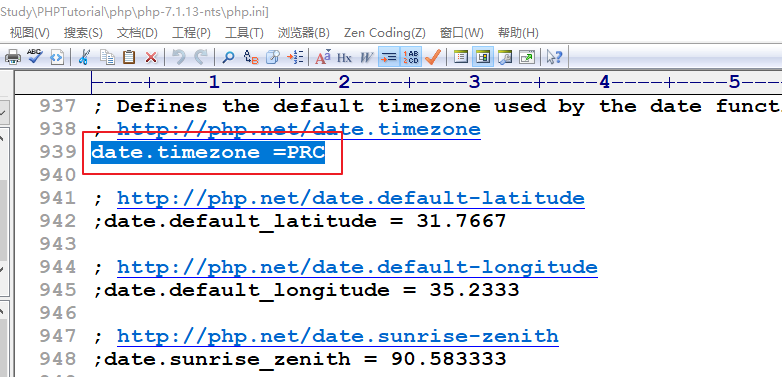 Study\PHPTutorial\php\php-7.1.13-nts\php.ini]
视图(V) 搜索(S) 文档(D) 工程(P) 工具(T) 浏览器(B) Zen Coding(Z) 窗口(W) 帮助(H)
----+----1----+----2----+----3----+----4----+----5
937 ; Defines the default timezone used by the date funct
938 ; http://php.net/date.timezone
939 date.timezone =PRC
940
941 ; http://php.net/date.default-latitude
942 ;date.default_latitude = 31.7667
943
944 ; http://php.net/date.default-longitude
945 ;date.default_longitude = 35.2333
946
947 ; http://php.net/date.sunrise-zenith
948 ;date.sunrise_zenith = 90.583333